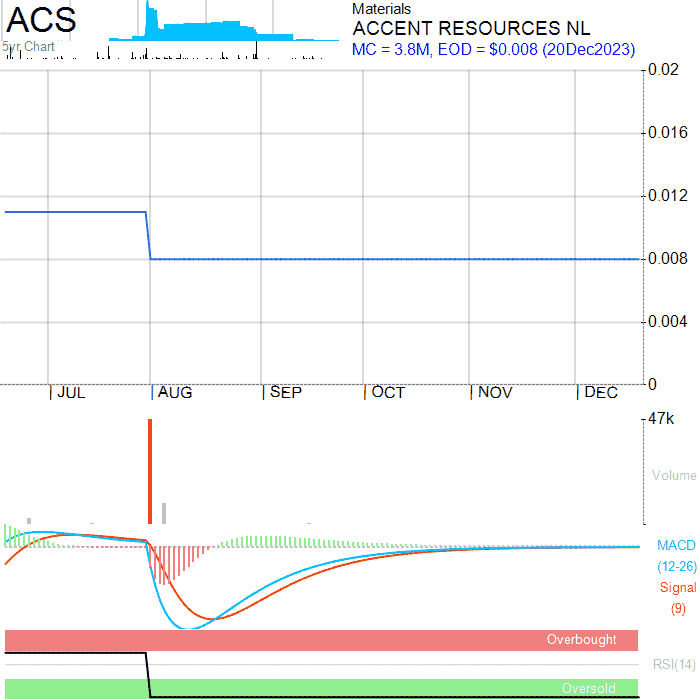 ACS
5yr Chart
Materials
ACCENT RESOURCES NL
MC = 3.8M, EOD = $0.008 (20Dec2023)
0.02
0.016
0.012
0.008
0.004
0
JUL AUG SEP OCT NOV DEC
47k
Volume
MACD
(12-26)
Signal
(9)
Overbought
RSI(14)
Oversold